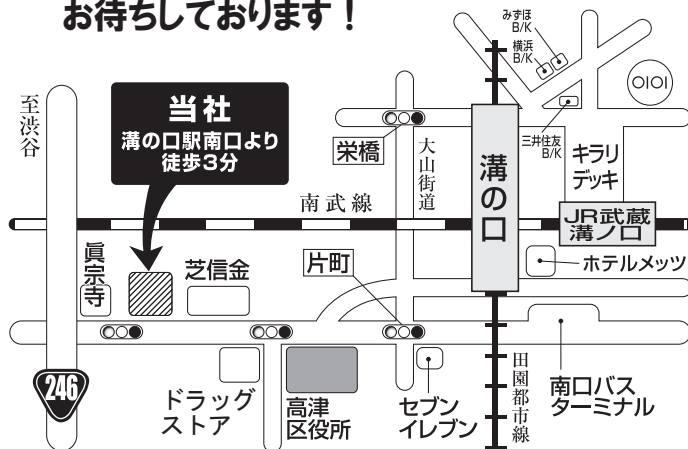 お待ちしております！
みずほ
B/K
横浜
B/K
OIOI
至渋谷
当社
溝の口駅南口より
徒歩3分
栄橋
大山街道
溝の口
三井住友
B/K
キラリ
デッキ
南武線
JR武蔵
溝ノ口
眞宗寺
芝信金
片町
ホテルメッツ
246
ドラッグ
ストア
高津
区役所
セブン
イレブン
田園都市線
南口バス
ターミナル